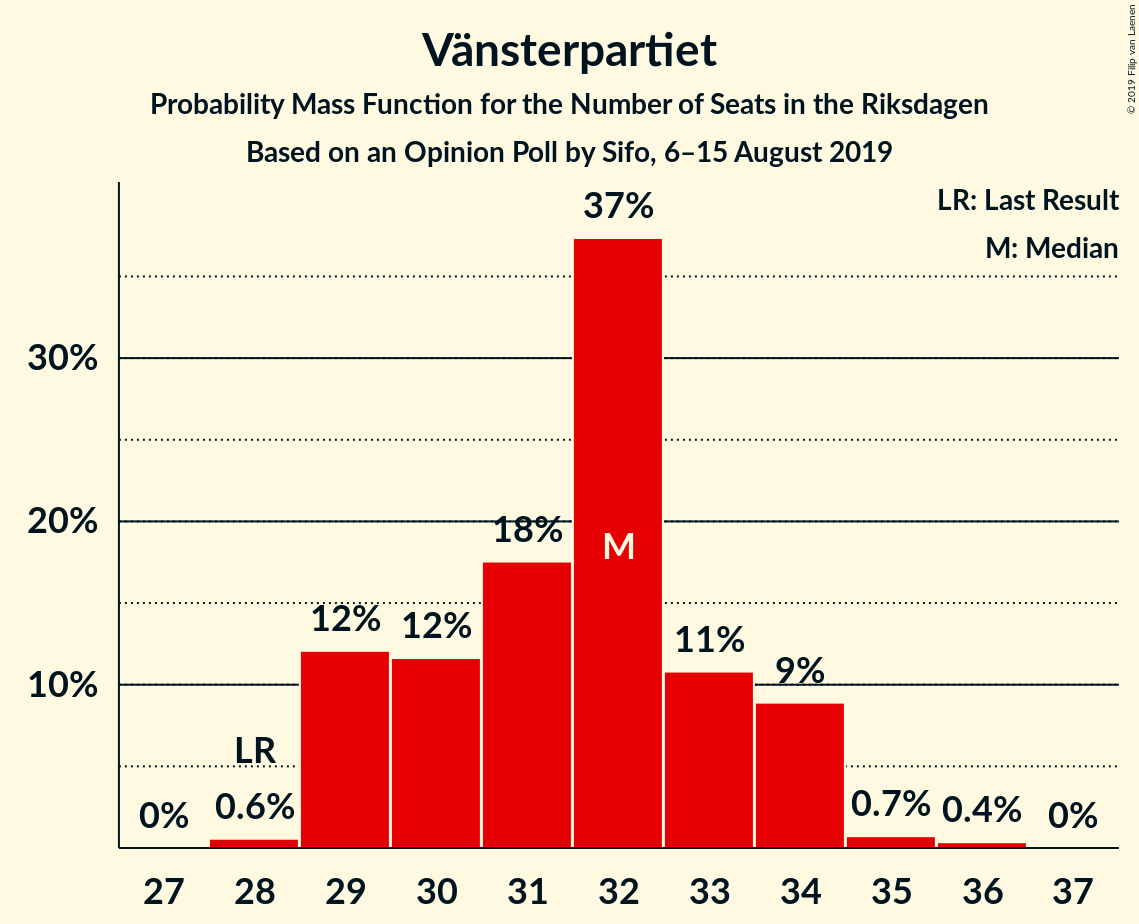 Vänsterpartiet
Probability Mass Function for the Number of Seats in the Riksdagen
Based on an Opinion Poll by Sifo, 6–15 August 2019
© 2019 Filip van Laenen
LR: Last Result
M: Median
37%
30%
20%
18%
M
12%
12%
11%
10%
9%
LR
0%
0.6%
0.7%
0.4%
0%
27 28 29 30 31 32 33 34 35 36 37